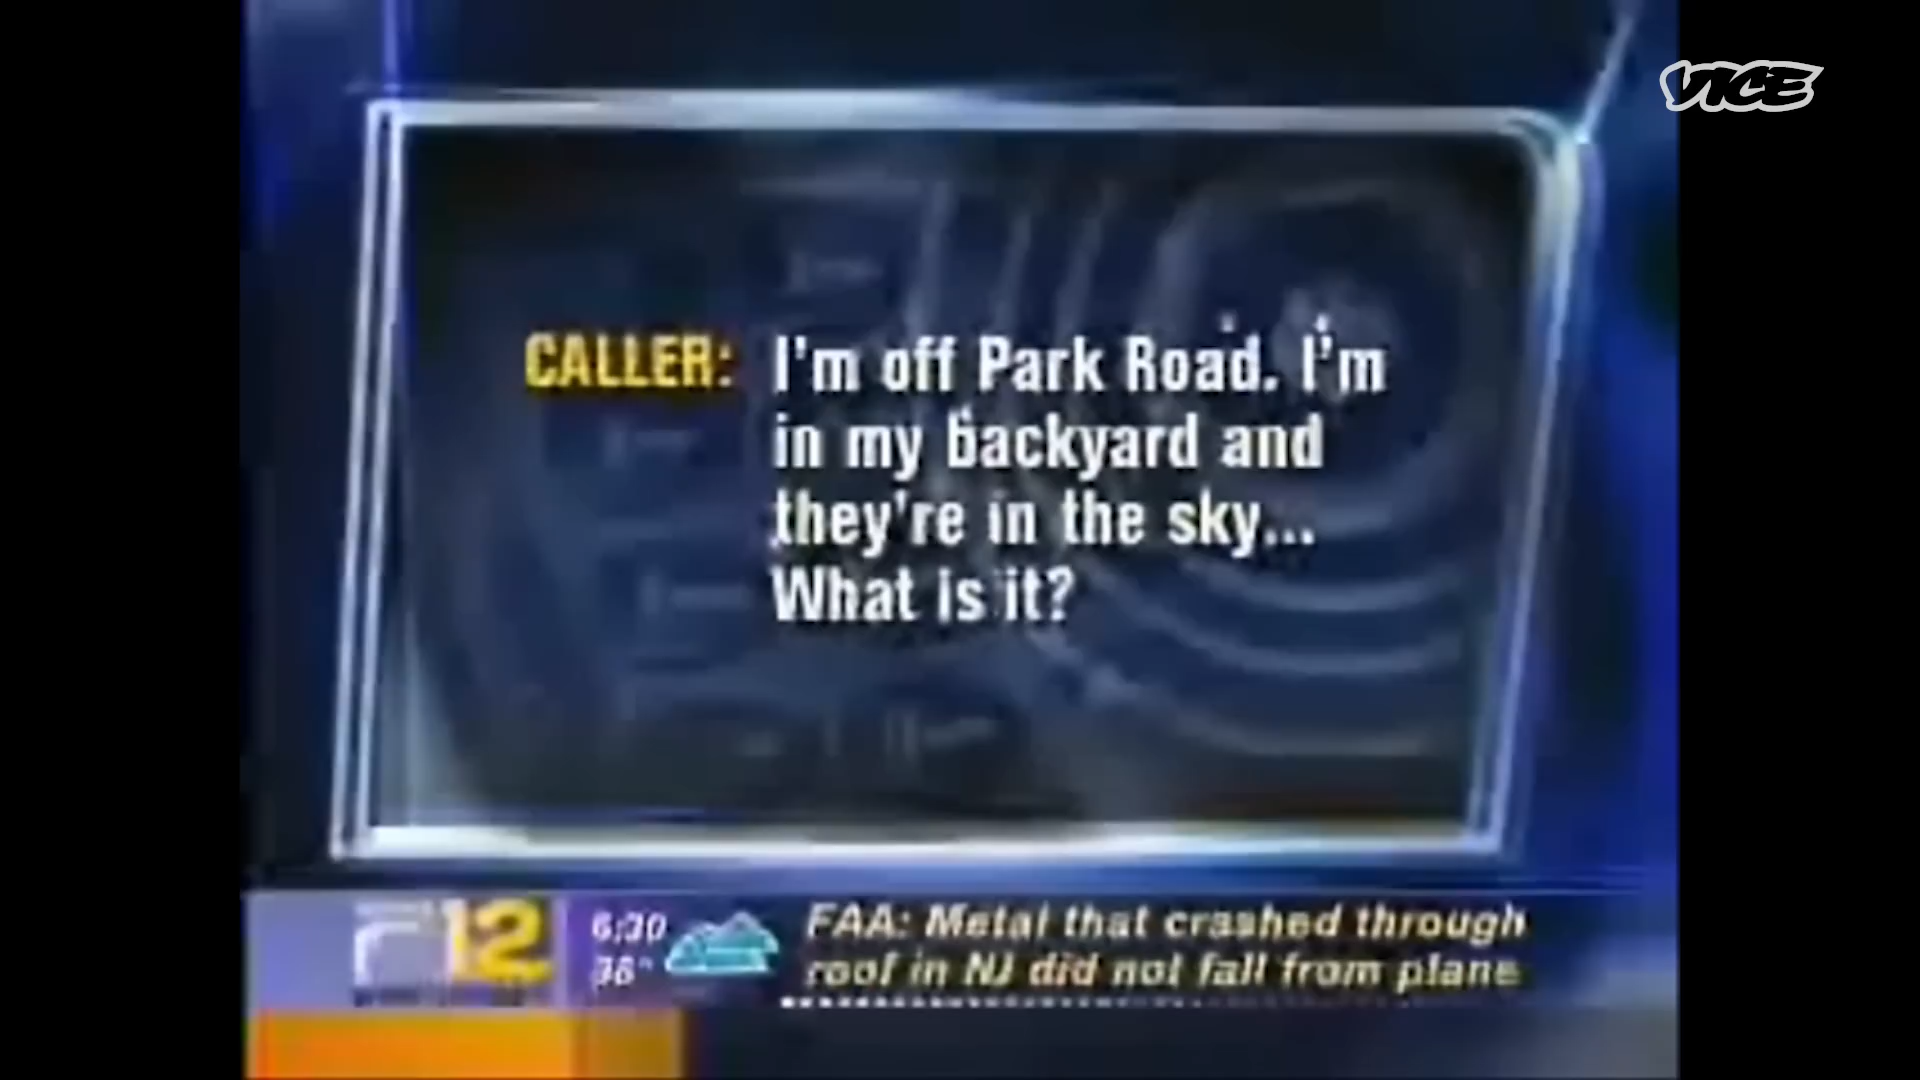 VICE
CALLER: I'm off Park Road. I'm
in my backyard and
they're in the sky...
What is it?
12
6:30
FAA: Metal that crashed through
36°
roof in NJ did not fall from plane